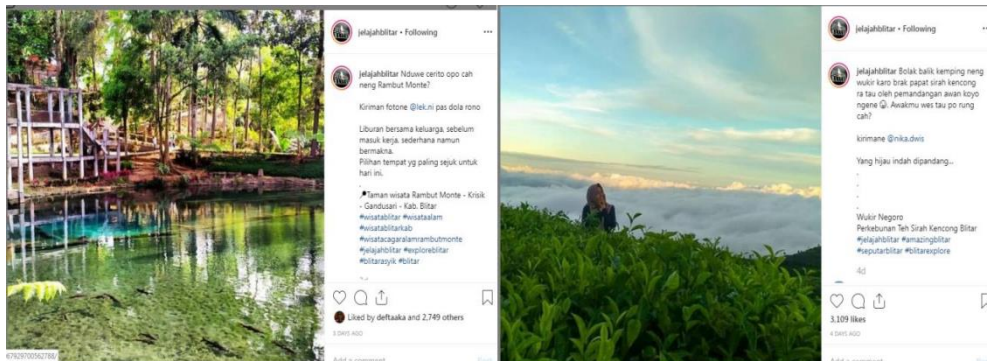 jelajahblitar • Following
jelajahblitar Nduwe cerito opo cah
neng Rambut Monte?
Kiriman fotone @lek.ni pas dola rono
Liburan bersama keluarga, sebelum
masuk kerja, sederhana namun
bermakna.
Pilihan tempat yg paling sejuk untuk
hari ini.
.
Taman wisata Rambut Monte - Krisik
- Gandusari - Kab. Blitar
#wisatablitar #wisataalam
#wisatablitarkab
#wisatacagaralamrambutmonte
#jelajahblitar #exploreblitar
#blitarasyik #blitar
Liked by deftaaka and 2,749 others
3 DAYS AGO
Add a comment
67929700562788/
jelajahblitar • Following
jelajahblitar Bolak balik kemping neng
wukir karo brak papat sirah kencong
ra tau oleh pemandangan awan koyo
ngene. Awakmu wes tau po rung
cah?
kirimane @nika.dwis
Yang hijau indah dipandang...
.
.
.
.
Wukir Negoro
Perkebunan Teh Sirah Kencong Blitar
#jelajahblitar #amazingblitar
#seputarblitar #blitarexplore
4d
3,109 likes
4 DAYS AGO
Add a comment